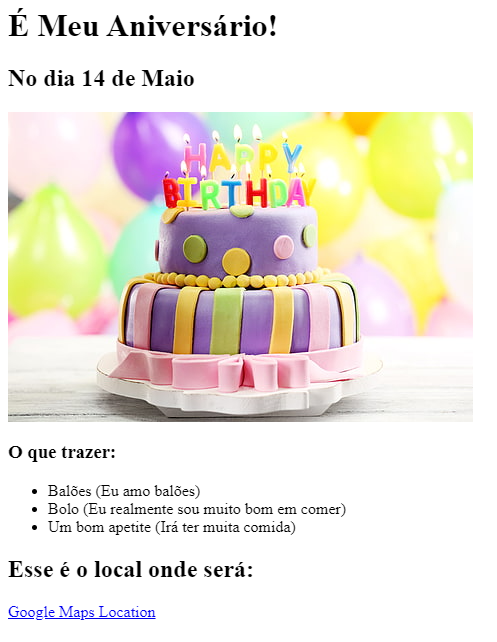 É Meu Aniversário!
No dia 14 de Maio
HAPPY
BIRTHDAY
O que trazer:
Balões (Eu amo balões)
Bolo (Eu realmente sou muito bom em comer)
Um bom apetite (Irá ter muita comida)
Esse é o local onde será:
Google Maps Location